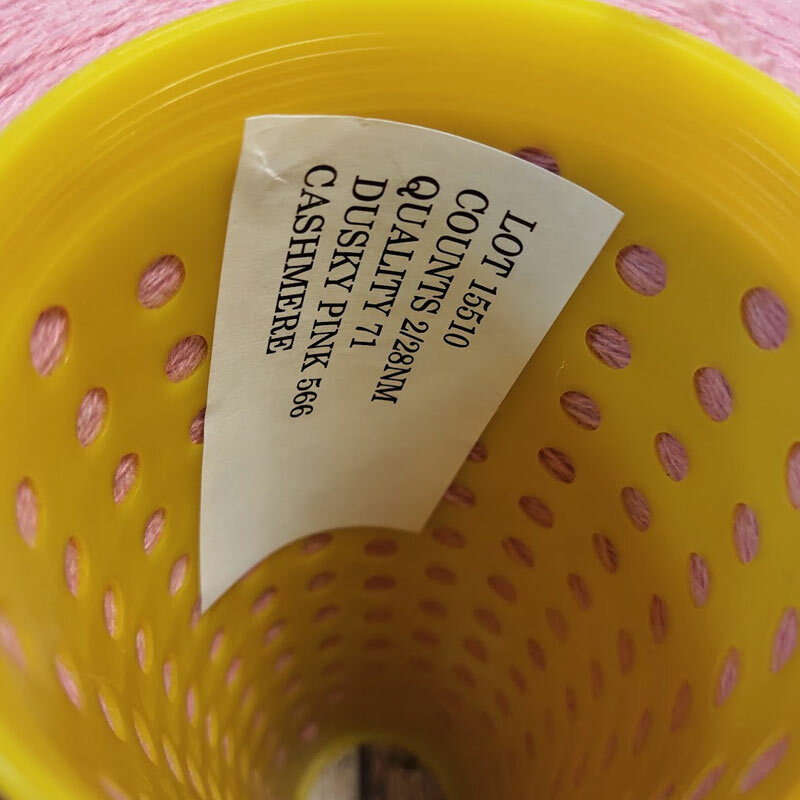 LOT 15510
COUNTS 2/28NM
QUALITY 71
DUSKY PINK 566
CASHMERE